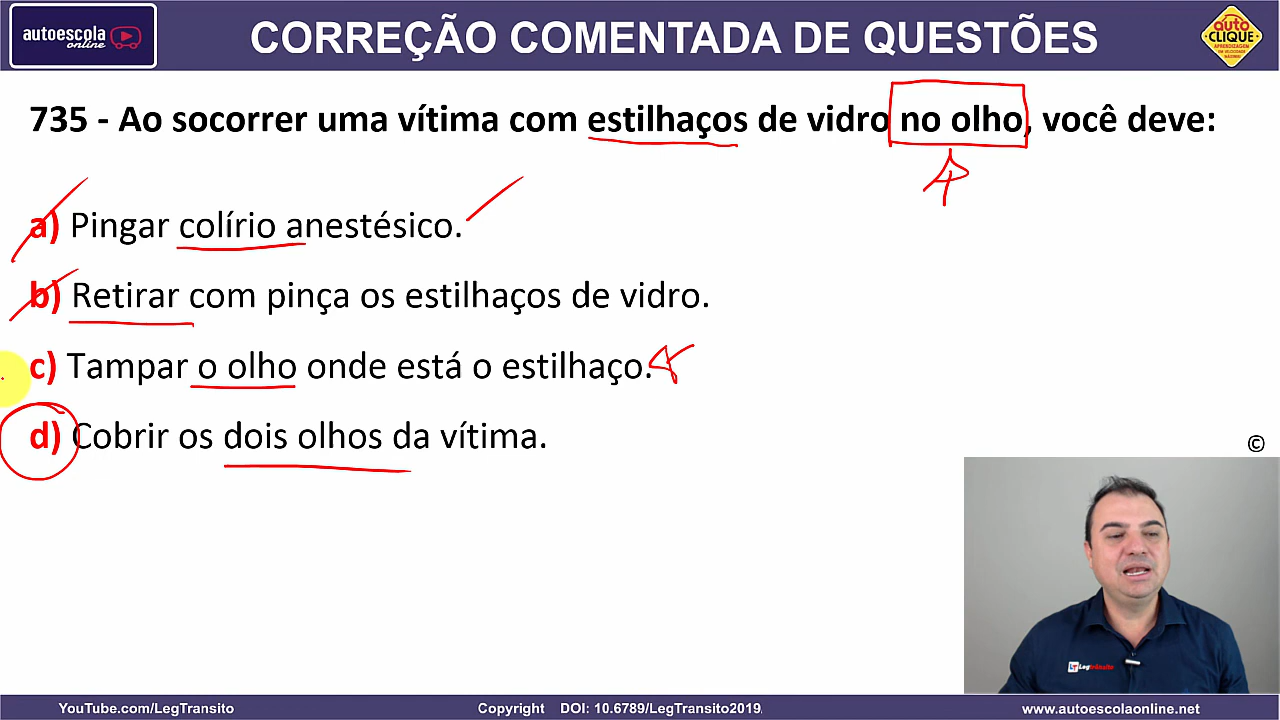 autoescola
online
CORREÇÃO COMENTADA DE QUESTÕES
auto
CLIQUE
735 - Ao socorrer uma vítima com estilhaços de vidro no olho, você deve:
a) Pingar colírio anestésico.
b) Retirar com pinça os estilhaços de vidro.
c) Tampar o olho onde está o estilhaço.
d) Cobrir os dois olhos da vítima.
©
LegTrânsito
YouTube.com/LegTransito
Copyright DOI: 10.6789/LegTransito2019
www.autoescolaonline.net